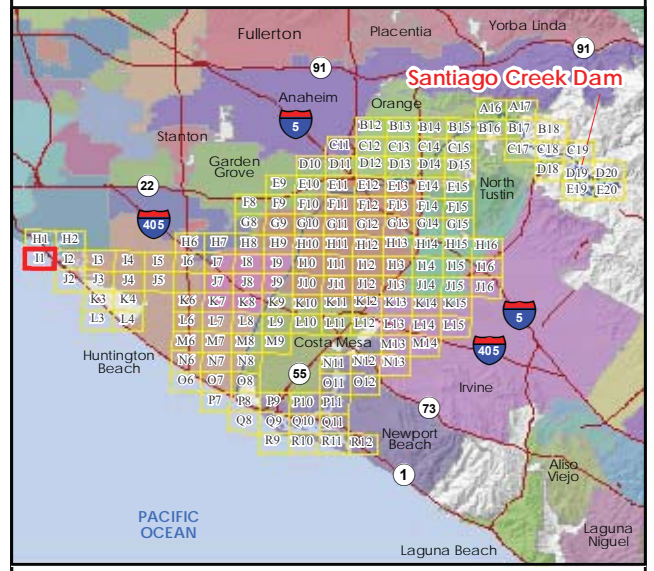 Fullerton
Placentia
Yorba Linda
91
91
Santiago Creek Dam
Anaheim
Orange
A16 A17
5
B12 B13 B14 B15 B16 B17 B18
Stanton
C11 C12 C13 C14 C15 C17 C18 C19
Garden
Grove
D10 D11 D12 D13 D14 D15 D18 D19 D20
22
E9 E10 E11 E12 E13 E14 E15 E19 E20
North
Tustin
F8 F9 F10 F11 F12 F13 F14 F15
405
G8 G9 G10 G11 G12 G13 G14 G15
H1 H2 H6 H7 H8 H9 H10 H11 H12 H13 H14 H15 H16
I1 I2 I3 I4 I5 I6 I7 I8 I9 I10 I11 I12 I13 I14 I15 I16
J2 J3 J4 J5 J7 J8 J9 J10 J11 J12 J13 J14 J15 J16
K3 K4 K6 K7 K8 K9 K10 K11 K12 K13 K14 K15
5
L3 L4 L6 L7 L8 L9 L10 L11 L12 L13 L14 L15
M6 M7 M8 M9 Costa Mesa M13 M14
405
Huntington
Beach
N6 N7 N8 N11 N12 N13
55
O6 O7 O8 O11 O12
Irvine
P7 P8 P9 P10 P11
73
Q8 Q9 Q10 Q11
Newport
Beach
R9 R10 R11 R12
1
Aliso
Viejo
PACIFIC
OCEAN
Laguna
Niguel
Laguna Beach